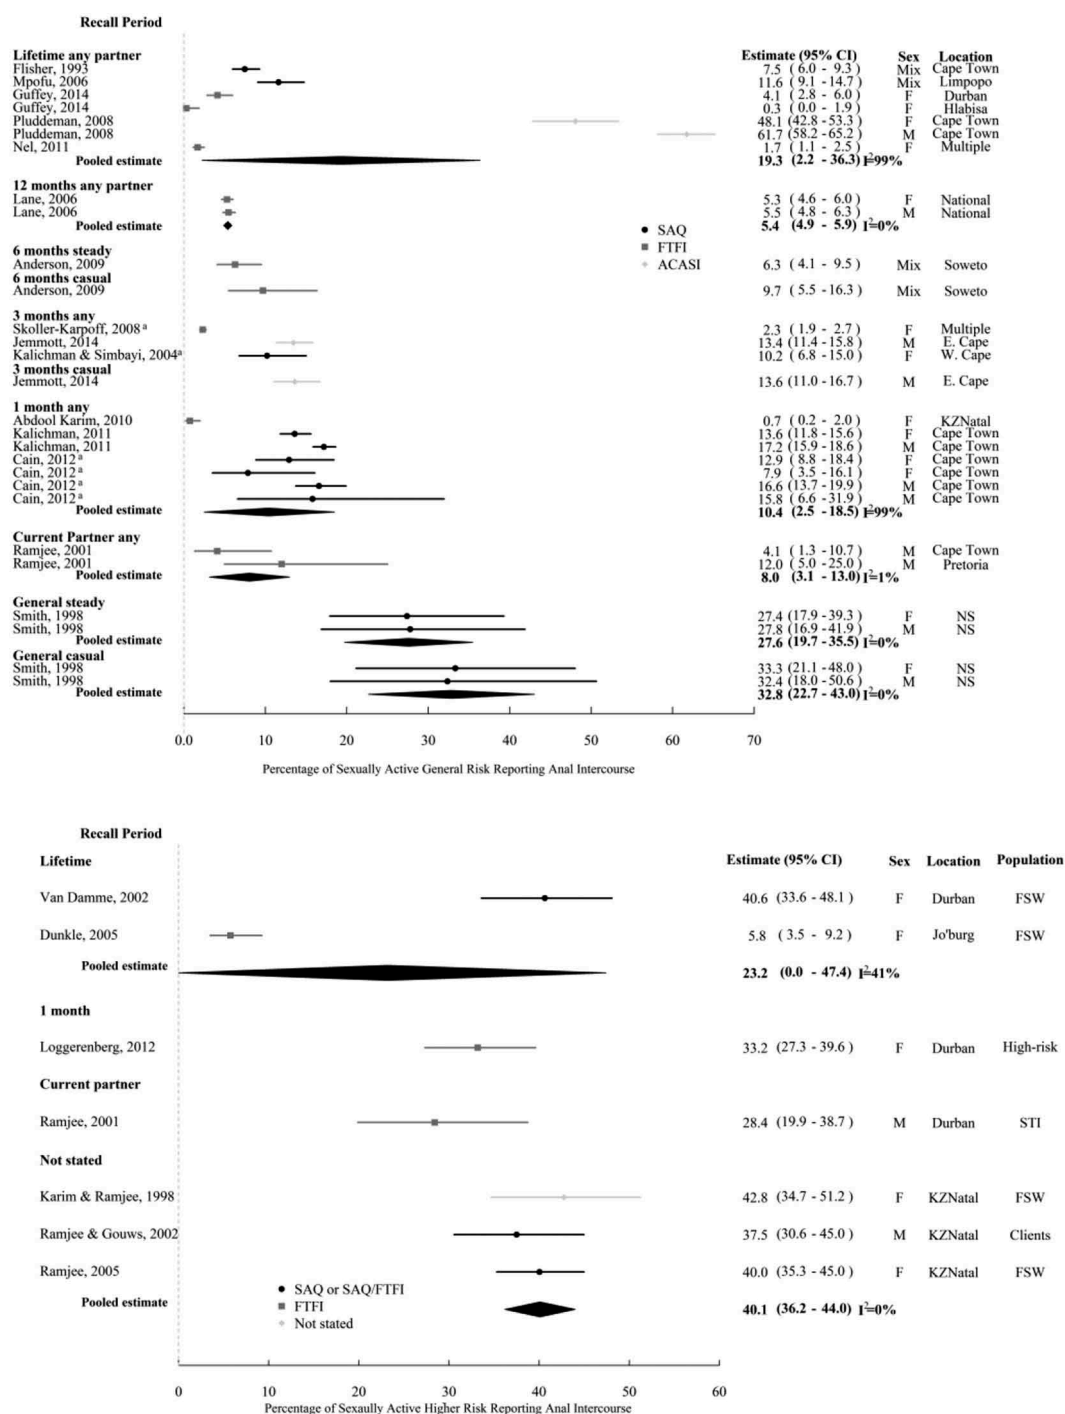 Recall Period
Lifetime any partner Estimate (95% CI) Sex Location
Flisher, 1993 7.5 ( 6.0 - 9.3) Mix Cape Town
Mpofu, 2006 11.6 ( 9.1 - 14.7) Mix Limpopo
Guffey, 2014 4.1 ( 2.8 - 6.0) F Durban
Guffey, 2014 0.3 ( 0.0 - 1.9) F Hlabisa
Pluddeman, 2008 48.1 (42.8 - 53.3) F Cape Town
Pluddeman, 2008 61.7 (58.2 - 65.2) M Cape Town
Nel, 2011 1.7 ( 1.1 - 2.5) F Multiple
Pooled estimate 19.3 (2.2 - 36.3) I²=99%
12 months any partner
Lane, 2006 5.3 ( 4.6 - 6.0) F National
Lane, 2006 5.5 ( 4.8 - 6.3) M National
Pooled estimate 5.4 (4.9 - 5.9) I²=0%
SAQ
FTFI
ACASI
6 months steady
Anderson, 2009 6.3 ( 4.1 - 9.5) Mix Soweto
6 months casual
Anderson, 2009 9.7 ( 5.5 - 16.3) Mix Soweto
3 months any
Skoller-Karpoff, 2008 a 2.3 ( 1.9 - 2.7) F Multiple
Jemmott, 2014 13.4 (11.4 - 15.8) M E. Cape
Kalichman & Simbayi, 2004a 10.2 ( 6.8 - 15.0) F W. Cape
3 months casual
Jemmott, 2014 13.6 (11.0 - 16.7) M E. Cape
1 month any
Abdool Karim, 2010 0.7 ( 0.2 - 2.0) F KZNatal
Kalichman, 2011 13.6 (11.8 - 15.6) F Cape Town
Kalichman, 2011 17.2 (15.9 - 18.6) M Cape Town
Cain, 2012 a 12.9 ( 8.8 - 18.4) F Cape Town
Cain, 2012 a 7.9 ( 3.5 - 16.1) F Cape Town
Cain, 2012 a 16.6 (13.7 - 19.9) M Cape Town
Cain, 2012 a 15.8 ( 6.6 - 31.9) M Cape Town
Pooled estimate 10.4 (2.5 - 18.5) I²=99%
Current Partner any
Ramjee, 2001 4.1 ( 1.3 - 10.7) M Cape Town
Ramjee, 2001 12.0 ( 5.0 - 25.0) M Pretoria
Pooled estimate 8.0 (3.1 - 13.0) I²=1%
General steady
Smith, 1998 27.4 (17.9 - 39.3) F NS
Smith, 1998 27.8 (16.9 - 41.9) M NS
Pooled estimate 27.6 (19.7 - 35.5) I²=0%
General casual
Smith, 1998 33.3 (21.1 - 48.0) F NS
Smith, 1998 32.4 (18.0 - 50.6) M NS
Pooled estimate 32.8 (22.7 - 43.0) I²=0%
0.0 10 20 30 40 50 60 70
Percentage of Sexually Active General Risk Reporting Anal Intercourse
Recall Period
Lifetime Estimate (95% CI) Sex Location Population
Van Damme, 2002 40.6 (33.6 - 48.1 ) F Durban FSW
Dunkle, 2005 5.8 ( 3.5 - 9.2 ) F Jo'burg FSW
Pooled estimate 23.2 (0.0 - 47.4) I²=41%
1 month
Loggerenberg, 2012 33.2 (27.3 - 39.6 ) F Durban High-risk
Current partner
Ramjee, 2001 28.4 (19.9 - 38.7 ) M Durban STI
Not stated
Karim & Ramjee, 1998 42.8 (34.7 - 51.2 ) F KZNatal FSW
Ramjee & Gouws, 2002 37.5 (30.6 - 45.0 ) M KZNatal Clients
Ramjee, 2005 40.0 (35.3 - 45.0 ) F KZNatal FSW
SAQ or SAQ/FTFI
FTFI
Not stated
Pooled estimate 40.1 (36.2 - 44.0) I²=0%
0 10 20 30 40 50 60
Percentage of Sexaully Active Higher Risk Reporting Anal Intercourse